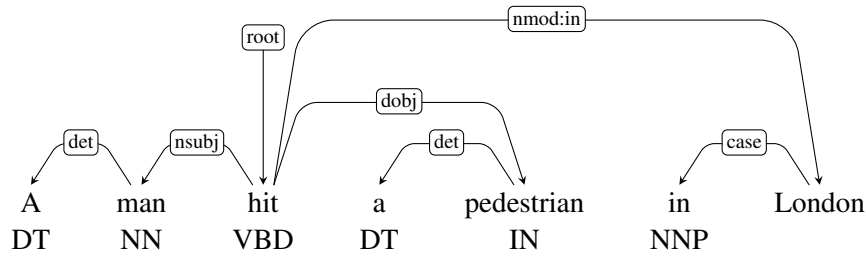 nmod:in
root
dobj
det nsubj det case
A man hit a pedestrian in London
DT NN VBD DT IN NNP